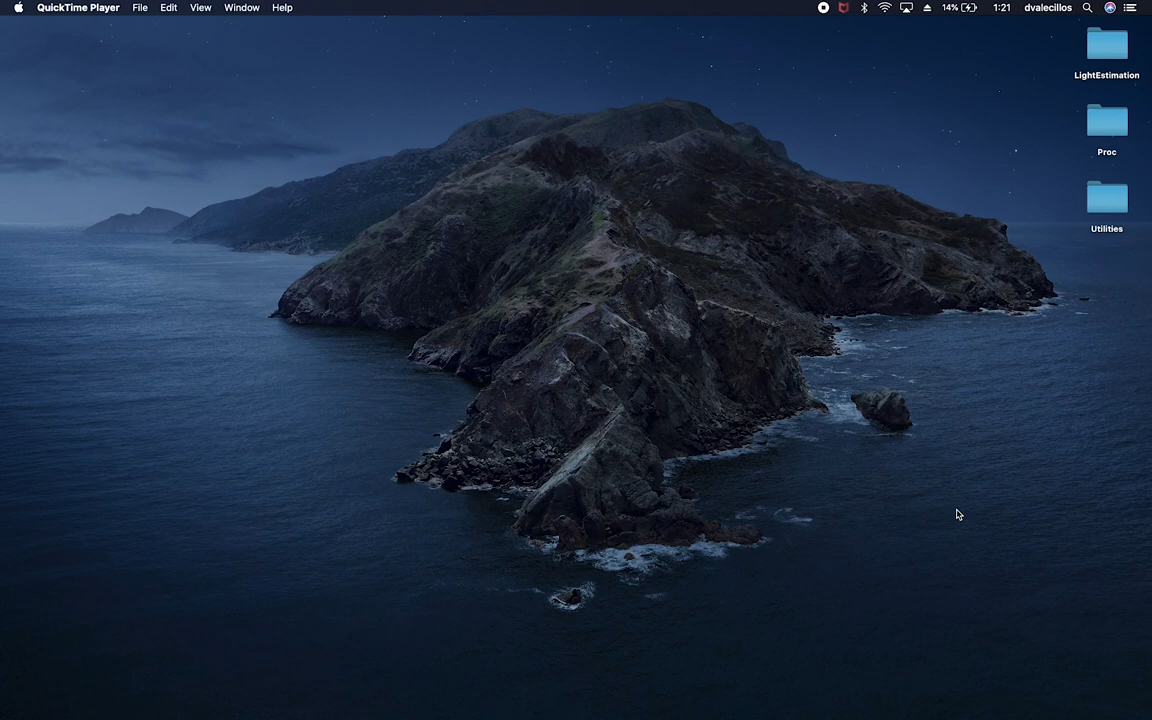 QuickTime Player File Edit View Window Help 14% 1:21 dvalecillos
LightEstimation
Proc
Utilities